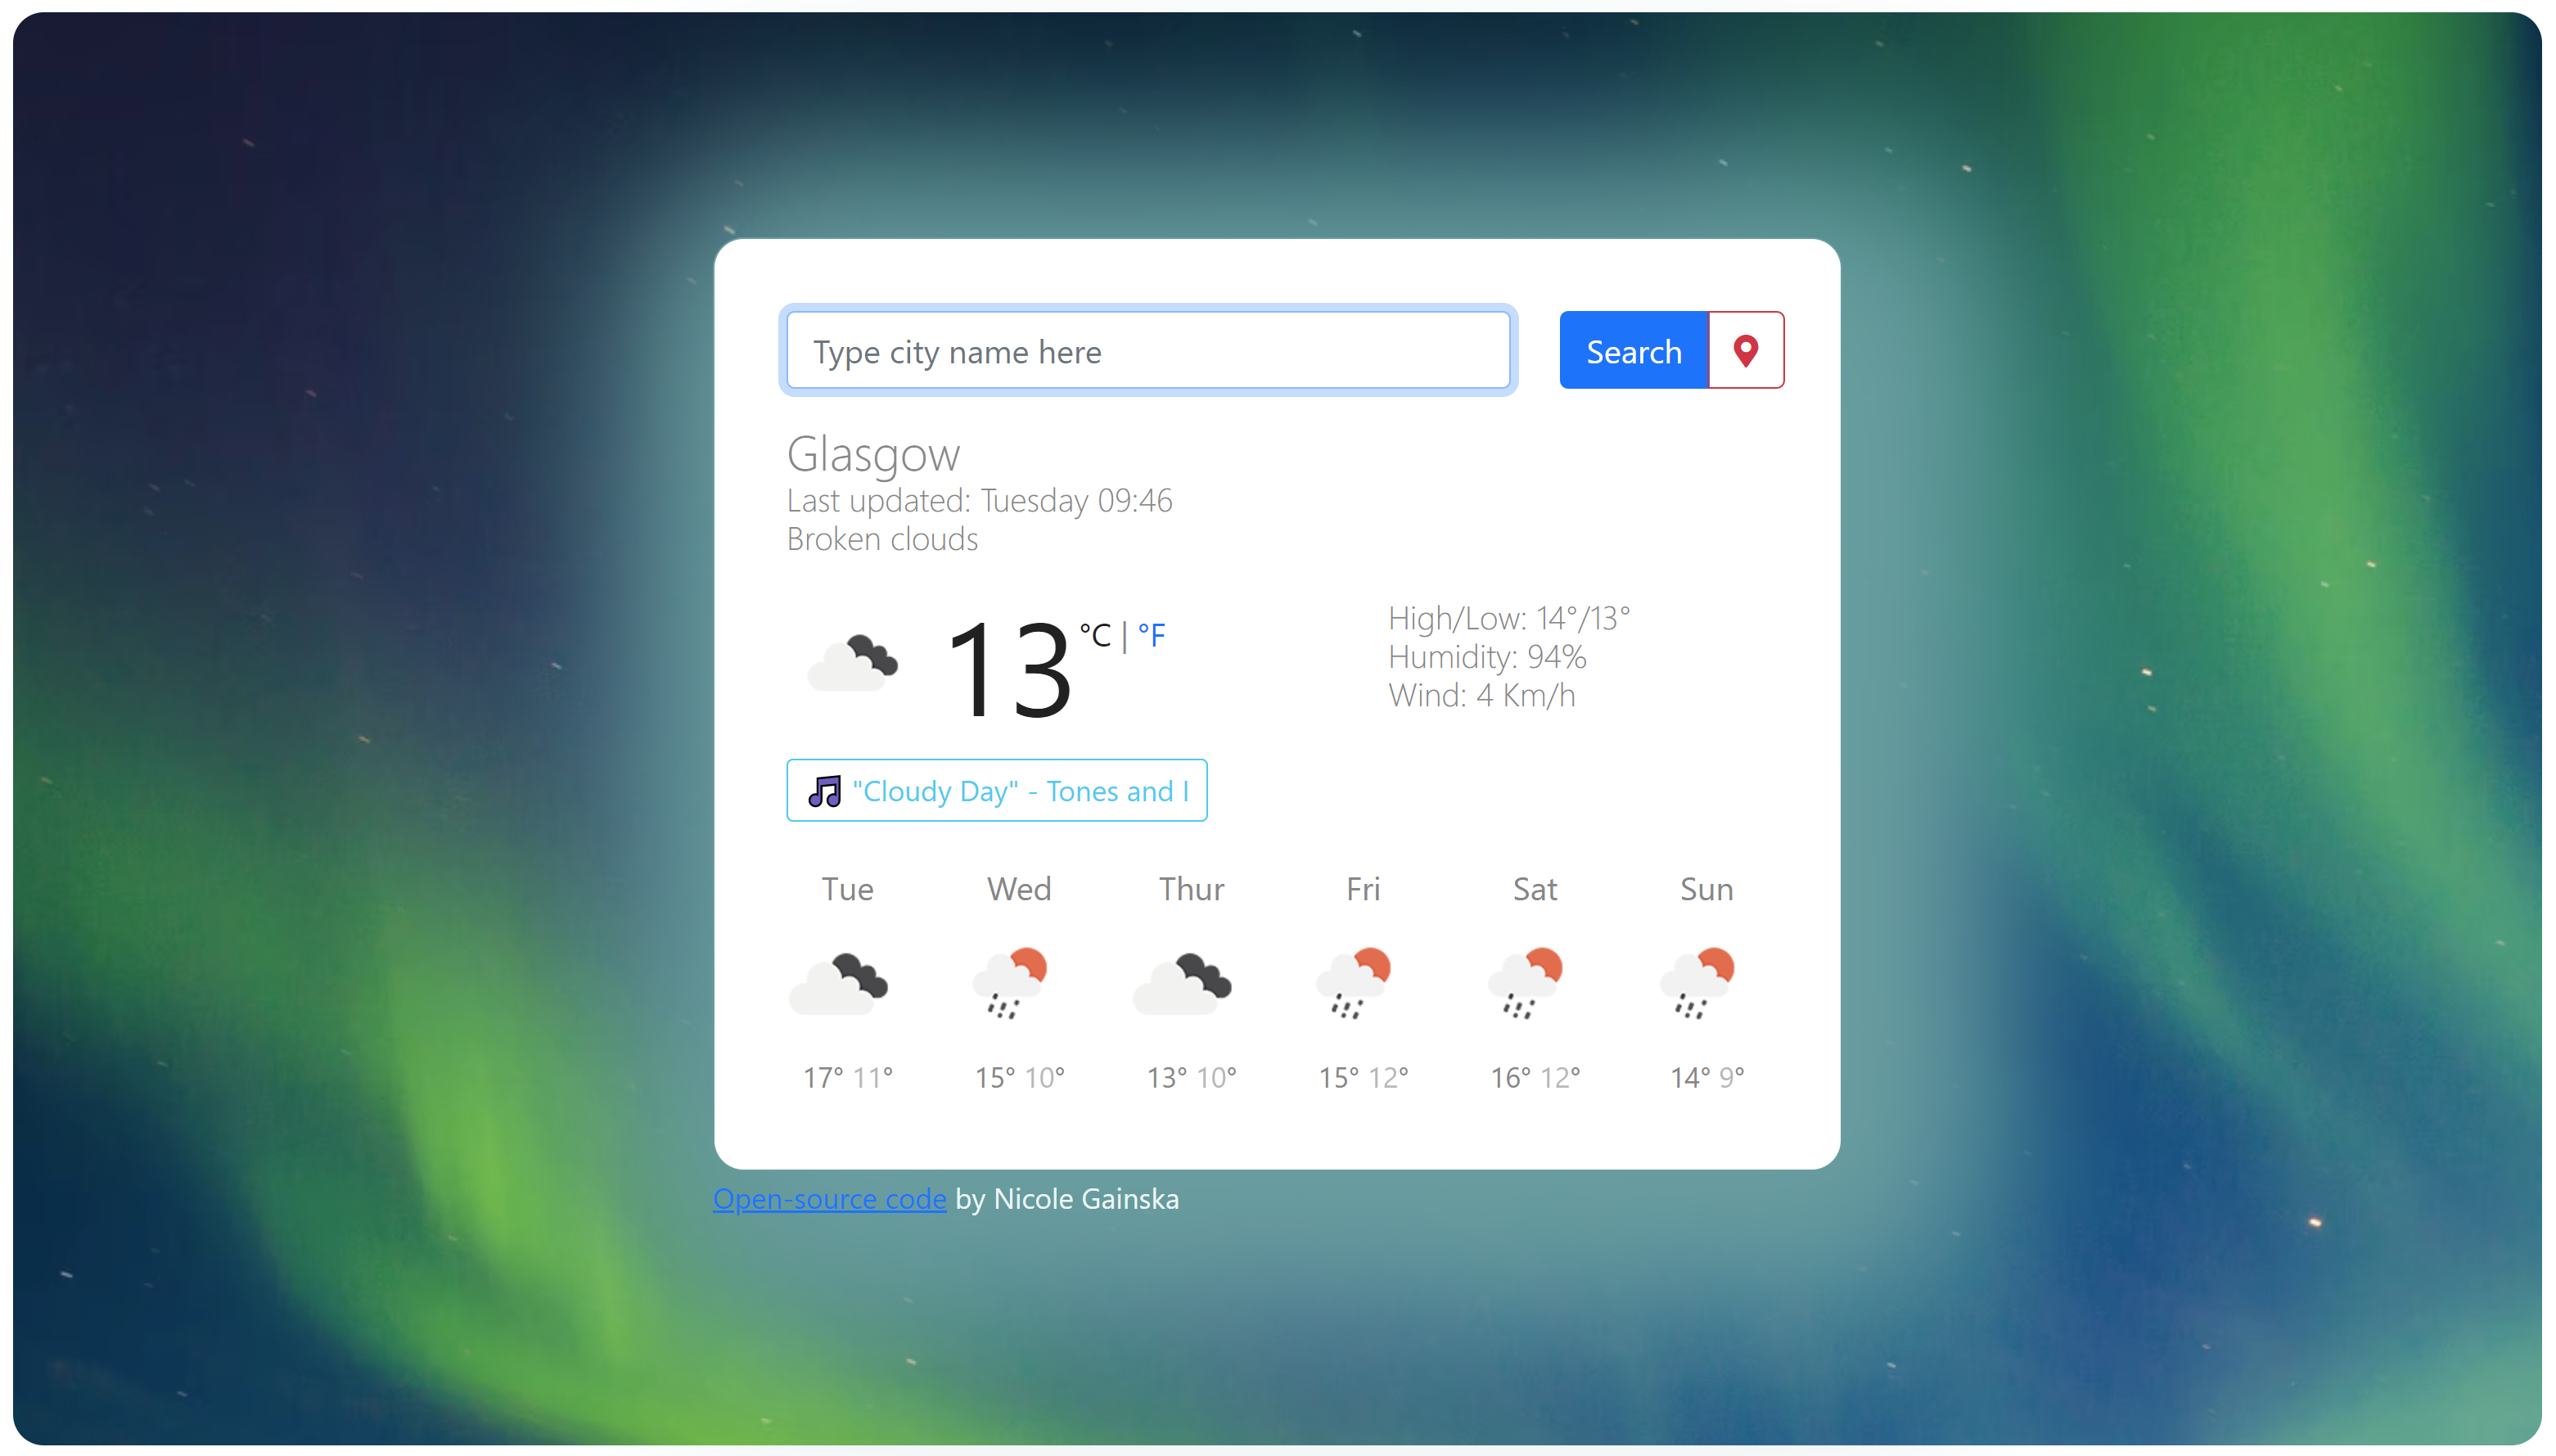 Type city name here
Search
Glasgow
Last updated: Tuesday 09:46
Broken clouds
13 °C | °F
High/Low: 14°/13°
Humidity: 94%
Wind: 4 Km/h
"Cloudy Day" - Tones and I
Tue Wed Thur Fri Sat Sun
17° 11° 15° 10° 13° 10° 15° 12° 16° 12° 14° 9°
Open-source code by Nicole Gainska